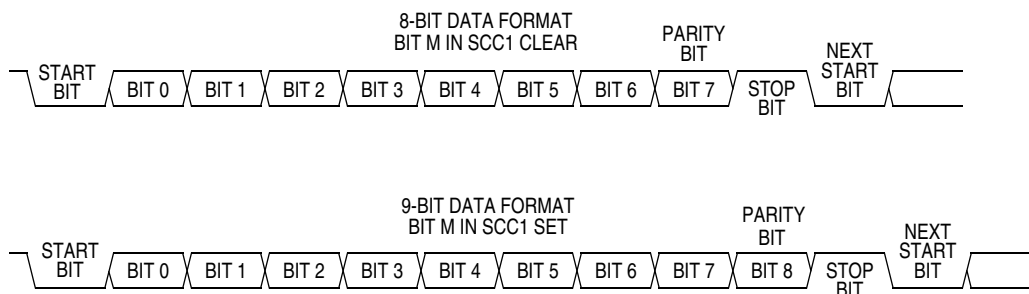 8-BIT DATA FORMAT
BIT M IN SCC1 CLEAR
PARITY
BIT
START
BIT
BIT 0
BIT 1
BIT 2
BIT 3
BIT 4
BIT 5
BIT 6
BIT 7
STOP
BIT
NEXT
START
BIT
9-BIT DATA FORMAT
BIT M IN SCC1 SET
PARITY
BIT
START
BIT
BIT 0
BIT 1
BIT 2
BIT 3
BIT 4
BIT 5
BIT 6
BIT 7
BIT 8
STOP
BIT
NEXT
START
BIT